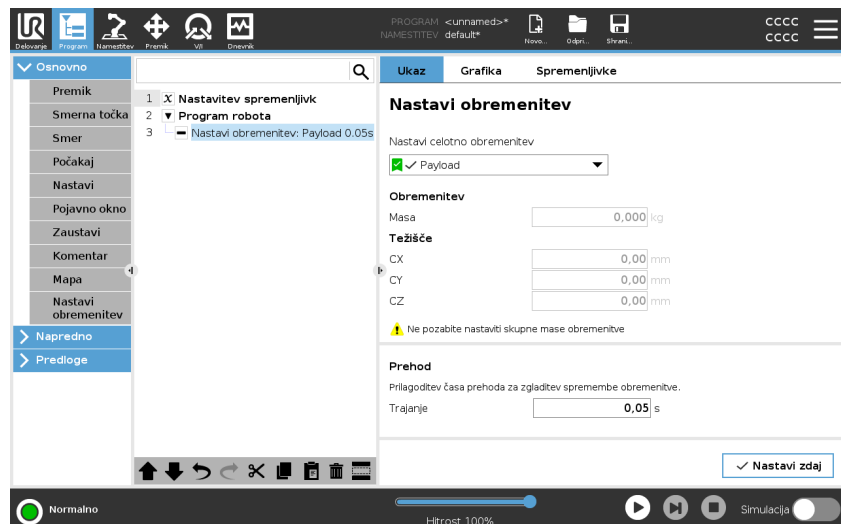 UR
PROGRAM <unnamed>*
NAMESTITEV default*
Delovanje
Program
Namestitev
Premik
V/I
Dnevnik
Novo...
Odpri...
Shrani...
CCCC
CCCC
Osnovno
Premik
Smerna točka
Smer
Počakaj
Nastavi
Pojavno okno
Zaustavi
Komentar
Mapa
Nastavi
obremenitev
Napredno
Predloge
1 x Nastavitev spremenljivk
2 Program robota
3 Nastavi obremenitev: Payload 0.05s
Ukaz
Grafika
Spremenljivke
Nastavi obremenitev
Nastavi celotno obremenitev
Payload
Obremenitev
Masa 0,000 kg
Težišče
CX 0,00 mm
CY 0,00 mm
CZ 0,00 mm
Ne pozabite nastaviti skupne mase obremenitve
Prehod
Prilagoditev časa prehoda za zgladitev spremembe obremenitve.
Trajanje 0,05 s
Nastavi zdaj
Normalno
Hitrost 100%
Simulacija